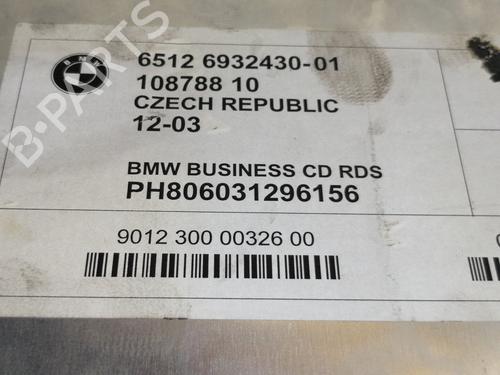 BMW
6512 6932430-01
108788 10
CZECH REPUBLIC
12-03
BMW BUSINESS CD RDS
PH806031296156
9012 300 00326 00
B-PARTS